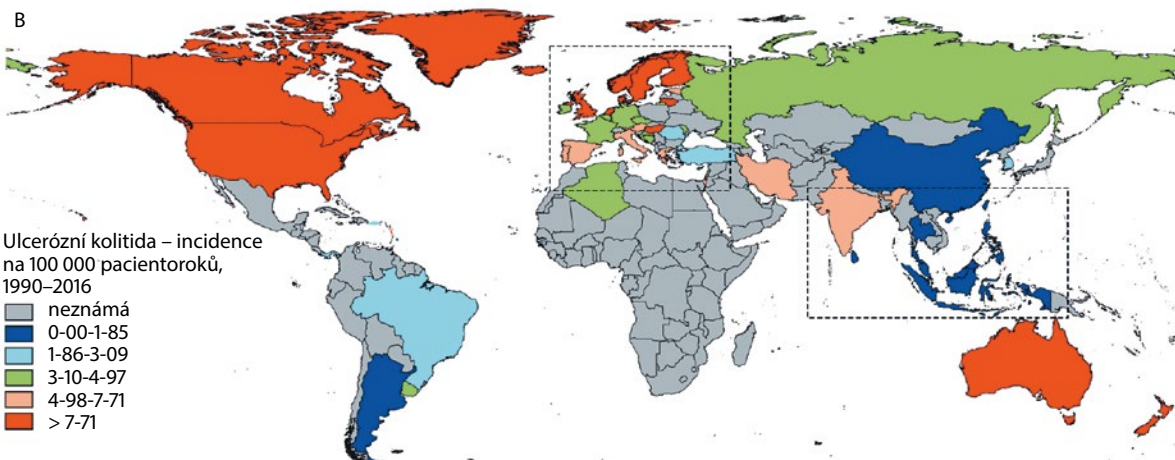 B
Ulcerózní kolitida – incidence
na 100 000 pacientoroků,
1990–2016
neznámá
0-00-1-85
1-86-3-09
3-10-4-97
4-98-7-71
> 7-71